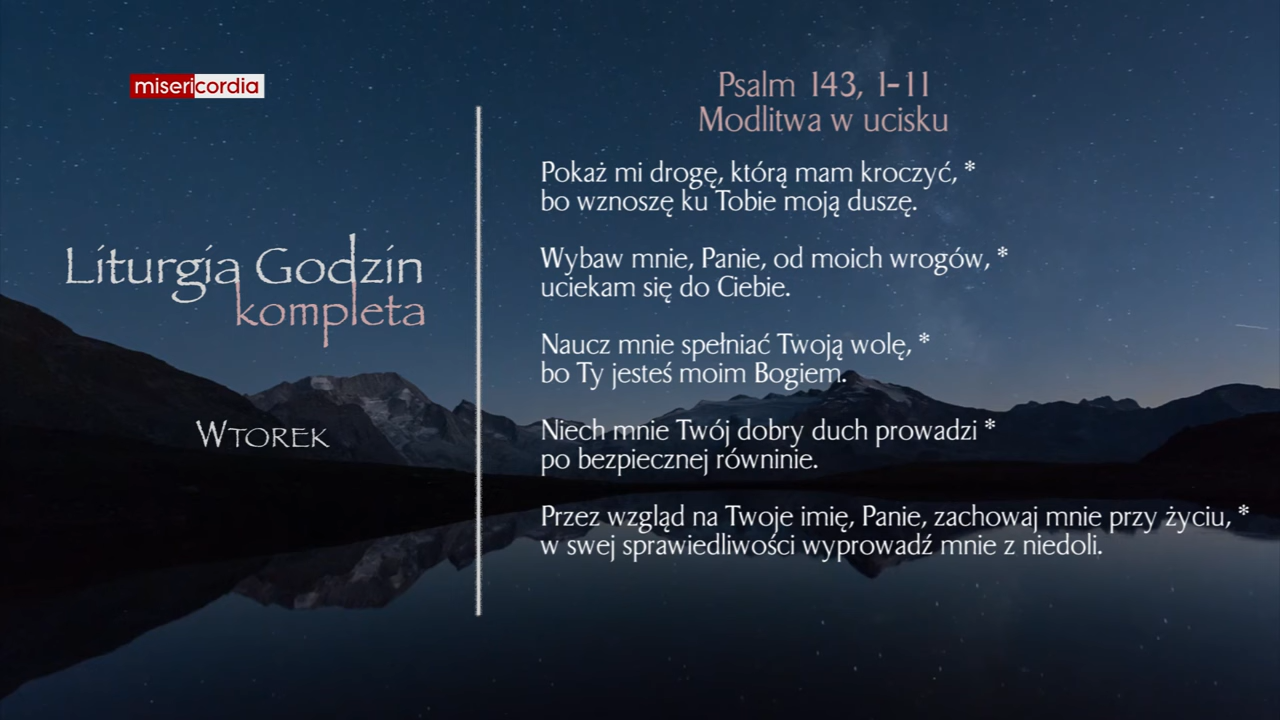 misericordia
Liturgia Godzin
kompleta
Wtorek
Psalm 143, 1-11
Modlitwa w ucisku
Pokaż mi drogę, którą mam kroczyć, *
bo wznoszę ku Tobie moją duszę.
Wybaw mnie, Panie, od moich wrogów, *
uciekam się do Ciebie.
Naucz mnie spełniać Twoją wolę, *
bo Ty jesteś moim Bogiem.
Niech mnie Twój dobry duch prowadzi *
po bezpiecznej równinie.
Przez wzgląd na Twoje imię, Panie, zachowaj mnie przy życiu, *
w swej sprawiedliwości wyprowadź mnie z niedoli.